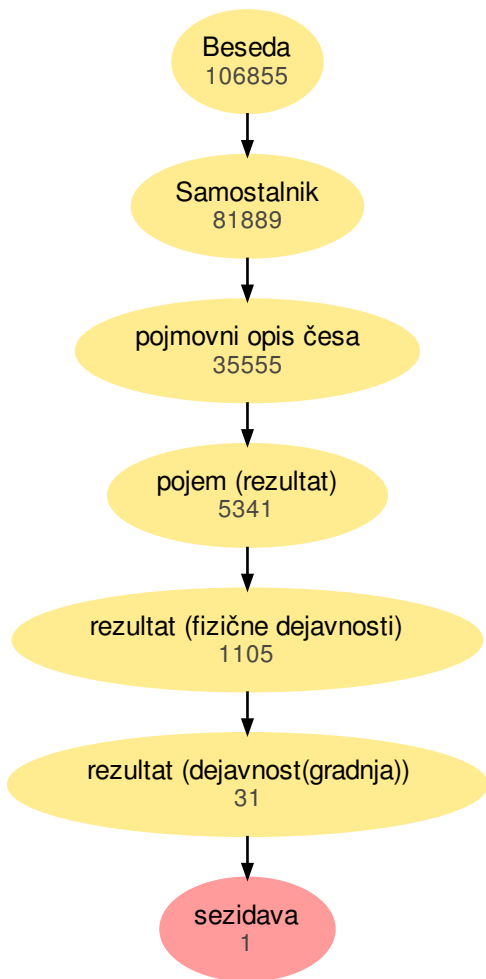 Beseda
106855
Samostalnik
81889
pojmovni opis česa
35555
pojem (rezultat)
5341
rezultat (fizične dejavnosti)
1105
rezultat (dejavnost(gradnja))
31
sezidava
1